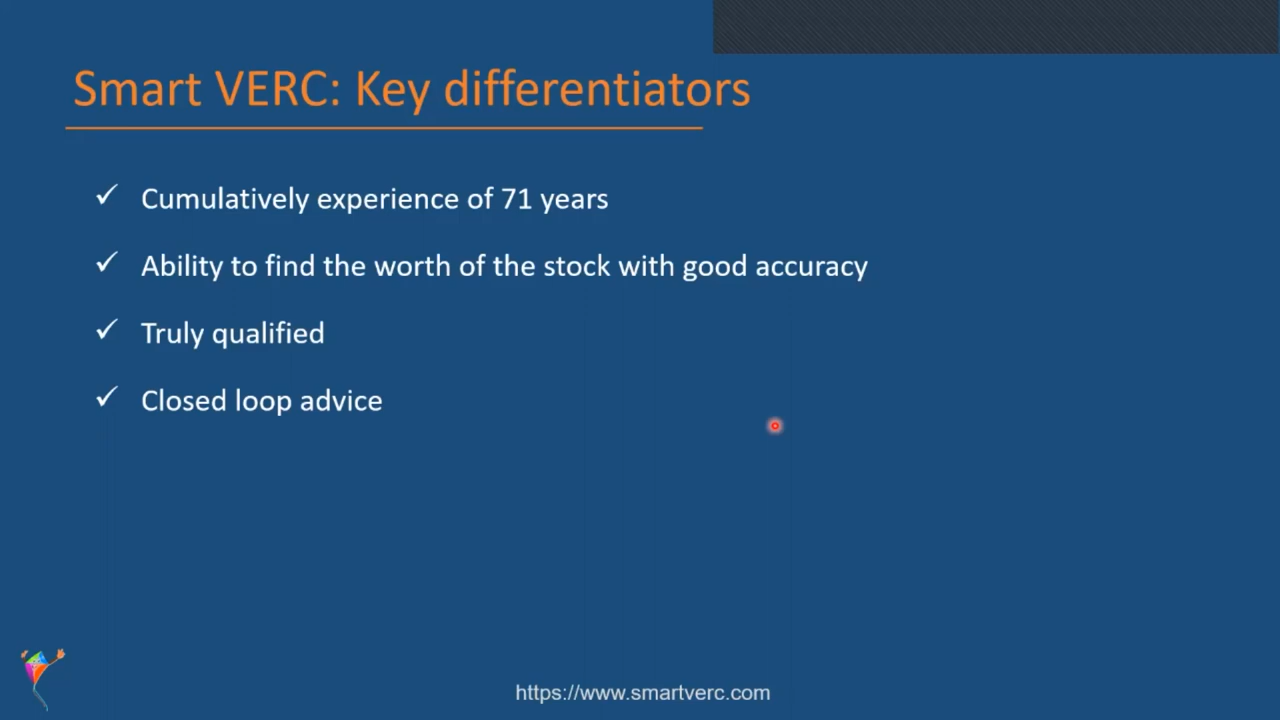 Smart VERC: Key differentiators
✓ Cumulatively experience of 71 years
✓ Ability to find the worth of the stock with good accuracy
✓ Truly qualified
✓ Closed loop advice
https://www.smartverc.com